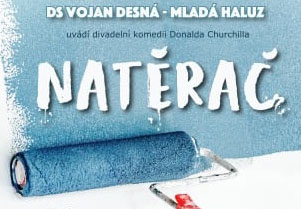 DS VOJAN DESNÁ - MLADÁ HALUZ
uvádí divadelní komedii Donalda Churchilla
NATĚRAČ